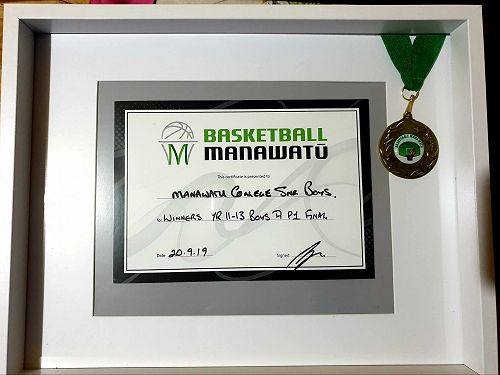 BASKETBALL
MANAWATŪ
This certificate is presented to
MANAWATU COLLEGE SNR BOYS.
for WINNERS YR 11-13 BOYS A P1 FINAL
Date 20.9.19 Signed